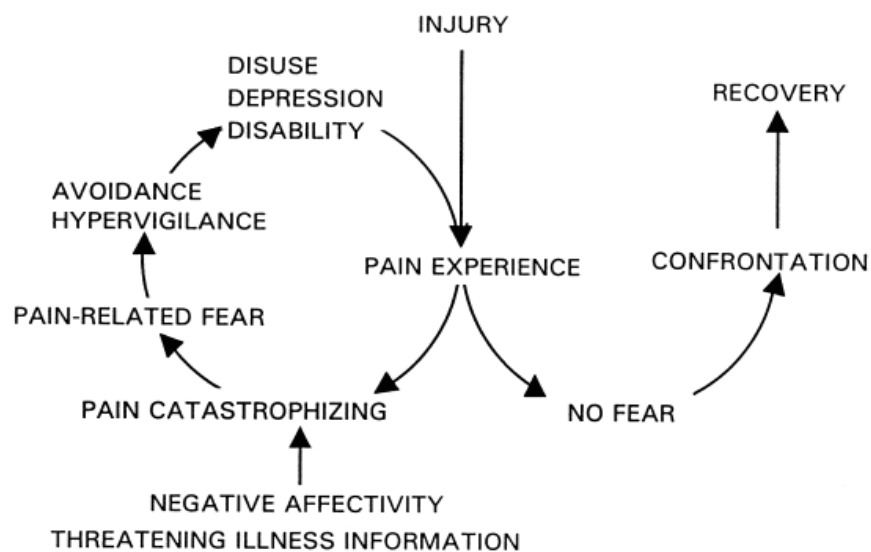 INJURY
DISUSE
DEPRESSION
DISABILITY
RECOVERY
AVOIDANCE
HYPERVIGILANCE
PAIN EXPERIENCE
CONFRONTATION
PAIN-RELATED FEAR
PAIN CATASTROPHIZING
NO FEAR
NEGATIVE AFFECTIVITY
THREATENING ILLNESS INFORMATION